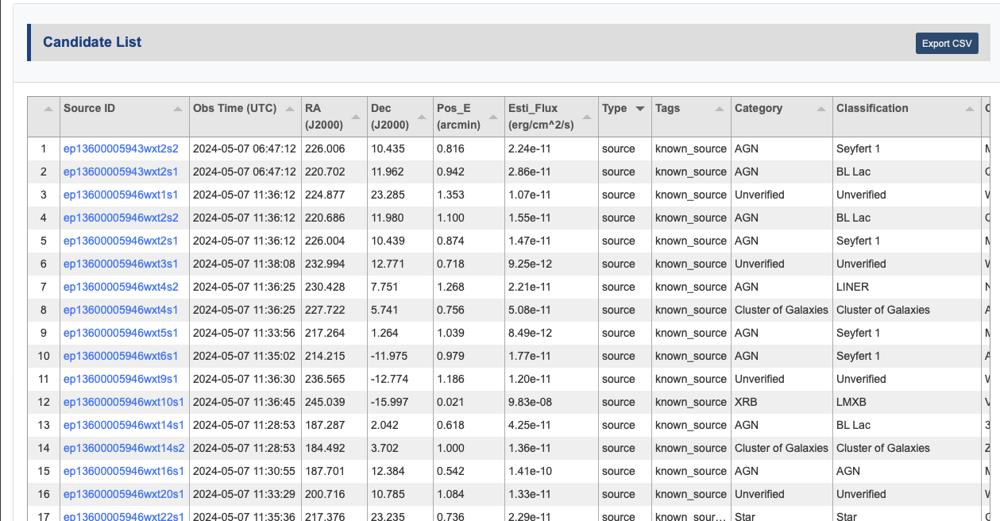 Candidate List
Export CSV
Source ID Obs Time (UTC) RA (J2000) Dec (J2000) Pos_E (arcmin) Esti_Flux (erg/cm^2/s) Type Tags Category Classification
1 ep13600005943wxt2s2 2024-05-07 06:47:12 226.006 10.435 0.816 2.24e-11 source known_source AGN Seyfert 1
2 ep13600005943wxt2s1 2024-05-07 06:47:12 220.702 11.962 0.942 2.86e-11 source known_source AGN BL Lac
3 ep13600005946wxt1s1 2024-05-07 11:36:12 224.877 23.285 1.353 1.07e-11 source known_source Unverified Unverified
4 ep13600005946wxt2s2 2024-05-07 11:36:12 220.686 11.980 1.100 1.55e-11 source known_source AGN BL Lac
5 ep13600005946wxt2s1 2024-05-07 11:36:12 226.004 10.439 0.874 1.47e-11 source known_source AGN Seyfert 1
6 ep13600005946wxt3s1 2024-05-07 11:38:08 232.994 12.771 0.718 9.25e-12 source known_source Unverified Unverified
7 ep13600005946wxt4s2 2024-05-07 11:36:25 230.428 7.751 1.268 2.21e-11 source known_source AGN LINER
8 ep13600005946wxt4s1 2024-05-07 11:36:25 227.722 5.741 0.756 5.08e-11 source known_source Cluster of Galaxies Cluster of Galaxies
9 ep13600005946wxt5s1 2024-05-07 11:33:56 217.264 1.264 1.039 8.49e-12 source known_source AGN Seyfert 1
10 ep13600005946wxt6s1 2024-05-07 11:35:02 214.215 -11.975 0.979 1.77e-11 source known_source AGN Seyfert 1
11 ep13600005946wxt9s1 2024-05-07 11:36:30 236.565 -12.774 1.186 1.20e-11 source known_source Unverified Unverified
12 ep13600005946wxt10s1 2024-05-07 11:36:45 245.039 -15.997 0.021 9.83e-08 source known_source XRB LMXB
13 ep13600005946wxt14s1 2024-05-07 11:28:53 187.287 2.042 0.618 4.25e-11 source known_source AGN BL Lac
14 ep13600005946wxt14s2 2024-05-07 11:28:53 184.492 3.702 1.000 1.36e-11 source known_source Cluster of Galaxies Cluster of Galaxies
15 ep13600005946wxt16s1 2024-05-07 11:30:55 187.701 12.384 0.542 1.41e-10 source known_source AGN AGN
16 ep13600005946wxt20s1 2024-05-07 11:33:29 200.716 10.785 1.084 1.33e-11 source known_source Unverified Unverified
17 ep13600005946wxt22s1 2024-05-07 11:35:36 217.376 23.235 0.736 2.29e-11 source known_sour... Star Star